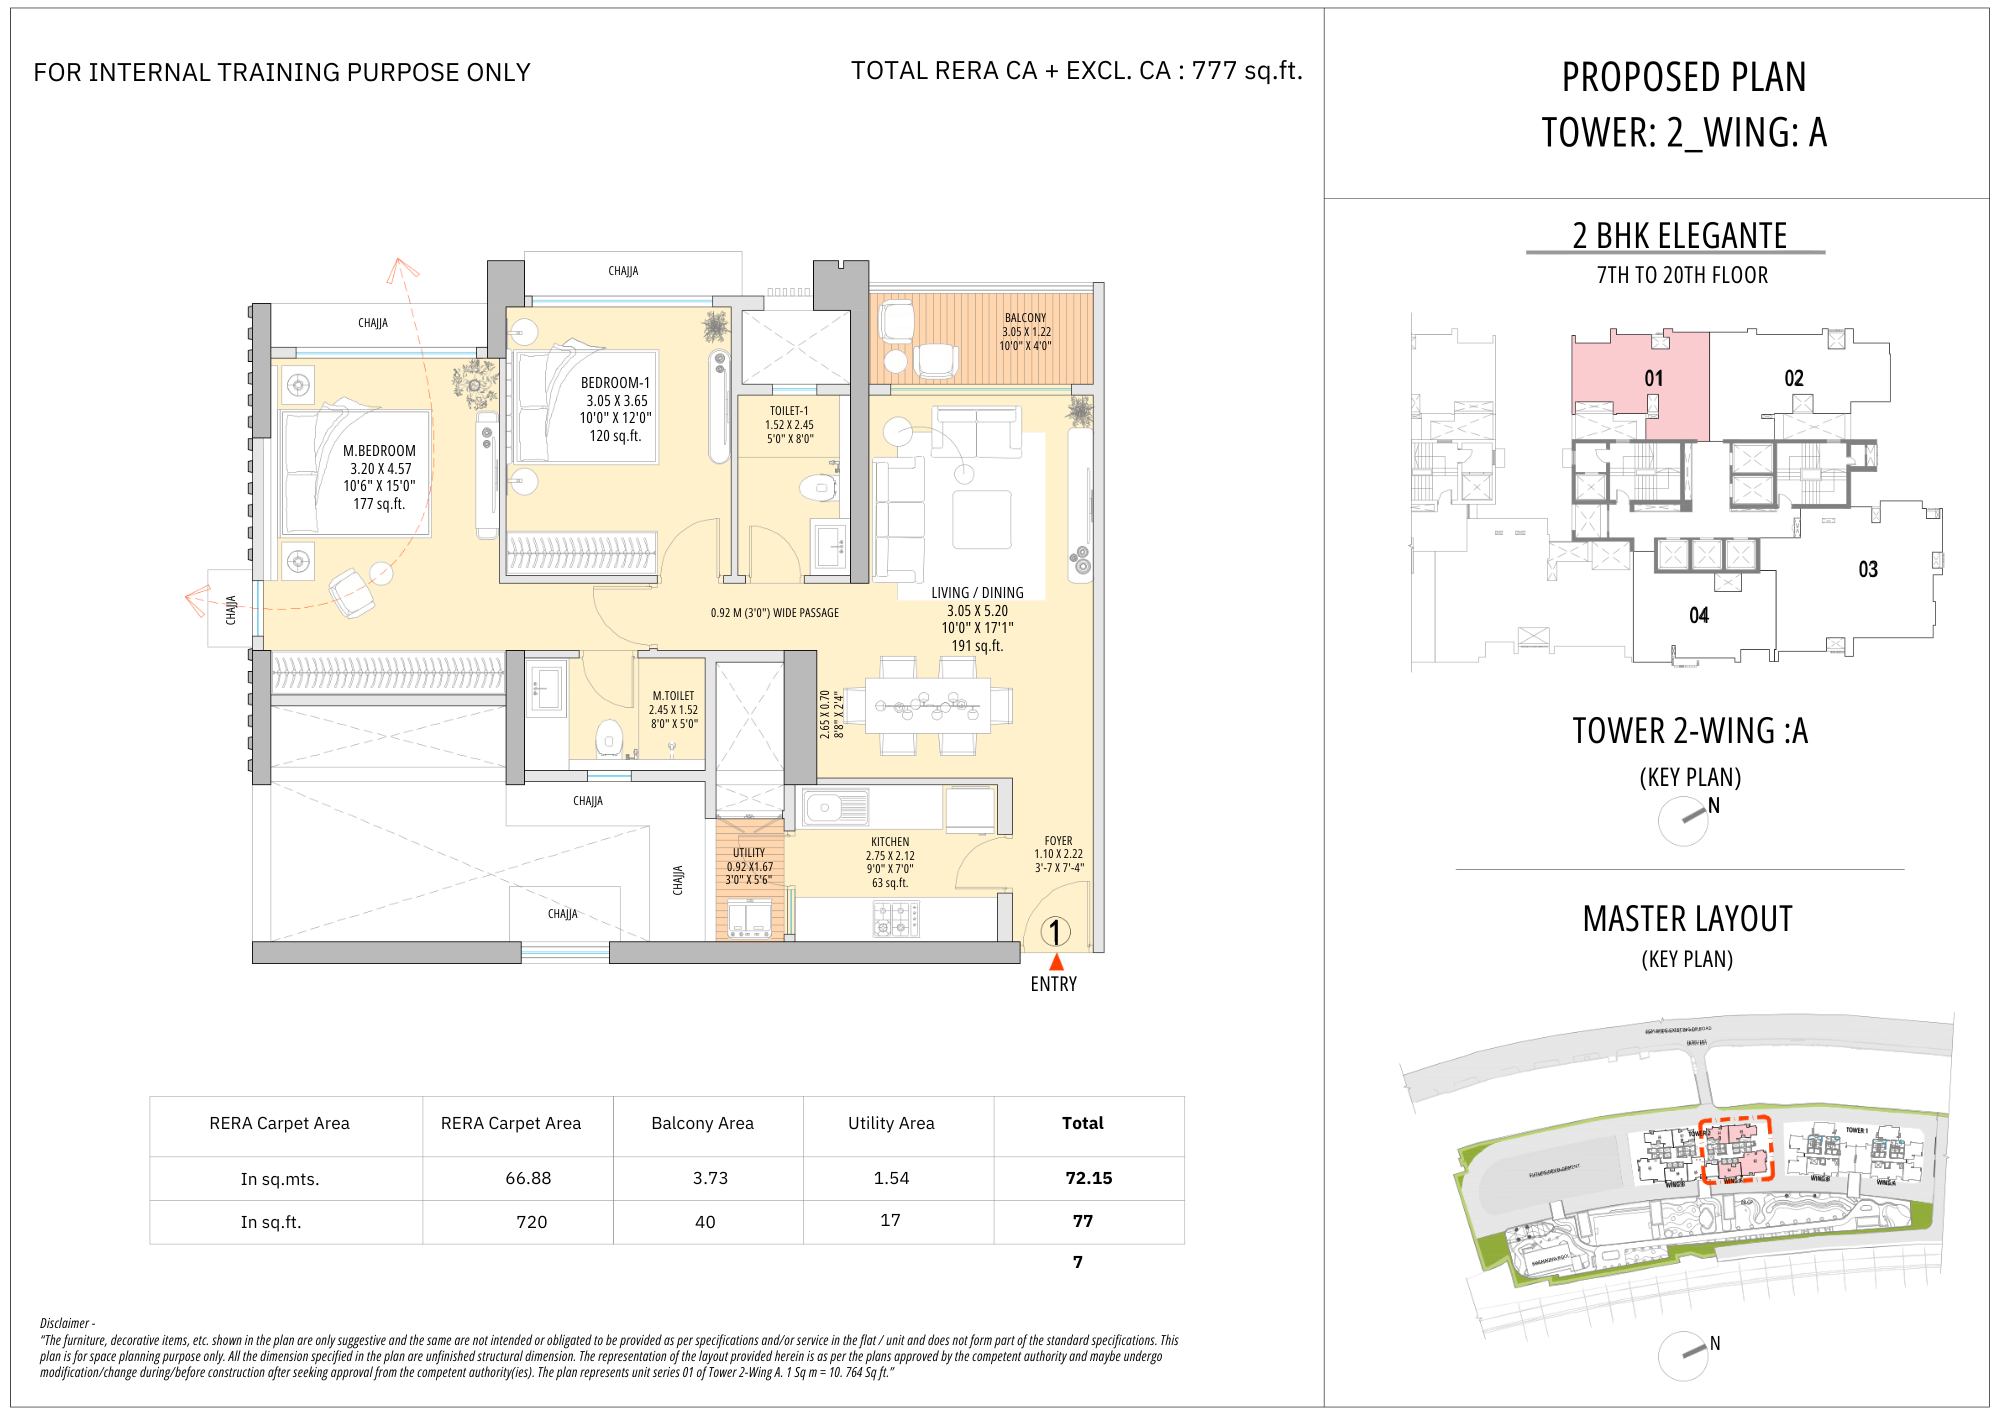 FOR INTERNAL TRAINING PURPOSE ONLY
TOTAL RERA CA + EXCL. CA : 777 sq.ft.
CHAJJA
CHAJJA
BALCONY
3.05 X 1.22
10'0" X 4'0"
BEDROOM-1
3.05 X 3.65
10'0" X 12'0"
120 sq.ft.
TOILET-1
1.52 X 2.45
5'0" X 8'0"
M.BEDROOM
3.20 X 4.57
10'6" X 15'0"
177 sq.ft.
CHAJJA
0.92 M (3'0") WIDE PASSAGE
LIVING / DINING
3.05 X 5.20
10'0" X 17'1"
191 sq.ft.
M.TOILET
2.45 X 1.52
8'0" X 5'0"
2.65 X 0.70
8'8" X 2'4"
CHAJJA
CHAJJA
CHAJJA
UTILITY
0.92 X1.67
3'0" X 5'6"
KITCHEN
2.75 X 2.12
9'0" X 7'0"
63 sq.ft.
FOYER
1.10 X 2.22
3'-7 X 7'-4"
1
ENTRY
RERA Carpet Area RERA Carpet Area Balcony Area Utility Area Total
In sq.mts. 66.88 3.73 1.54 72.15
In sq.ft. 720 40 17 77
7
Disclaimer -
"The furniture, decorative items, etc. shown in the plan are only suggestive and the same are not intended or obligated to be provided as per specifications and/or service in the flat / unit and does not form part of the standard specifications. This
plan is for space planning purpose only. All the dimension specified in the plan are unfinished structural dimension. The representation of the layout provided herein is as per the plans approved by the competent authority and maybe undergo
modification/change during/before construction after seeking approval from the competent authority(ies). The plan represents unit series 01 of Tower 2-Wing A. 1 Sq m = 10. 764 Sq ft."
PROPOSED PLAN
TOWER: 2_WING: A
2 BHK ELEGANTE
7TH TO 20TH FLOOR
01
02
03
04
TOWER 2-WING :A
(KEY PLAN)
N
MASTER LAYOUT
(KEY PLAN)
TOWER 2
TOWER 1
FUTURE DEVELOPMENT
WING:B
WING:A
WING:B
WING:A
N